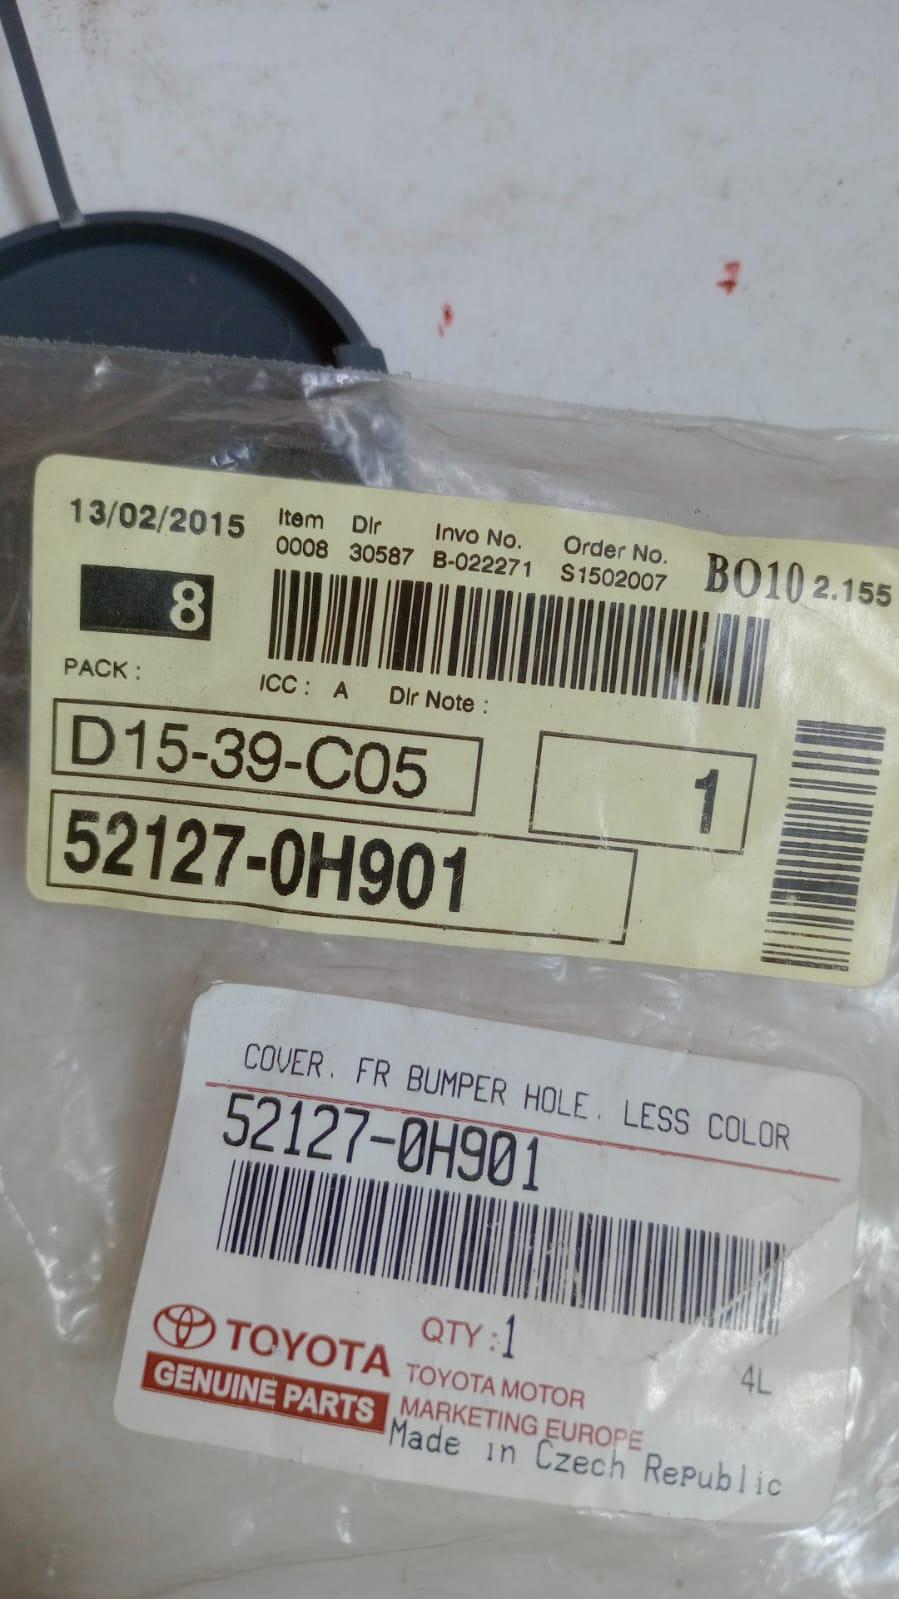 13/02/2015
Item Dlr Invo No. Order No.
0008 30587 B-022271 S1502007 BO10 2.155
8
PACK :
ICC : A Dlr Note :
D15-39-C05 1
52127-0H901
COVER. FR BUMPER HOLE. LESS COLOR
52127-0H901
QTY : 1
TOYOTA
GENUINE PARTS
4L
TOYOTA MOTOR
MARKETING EUROPE
Made in Czech Republic